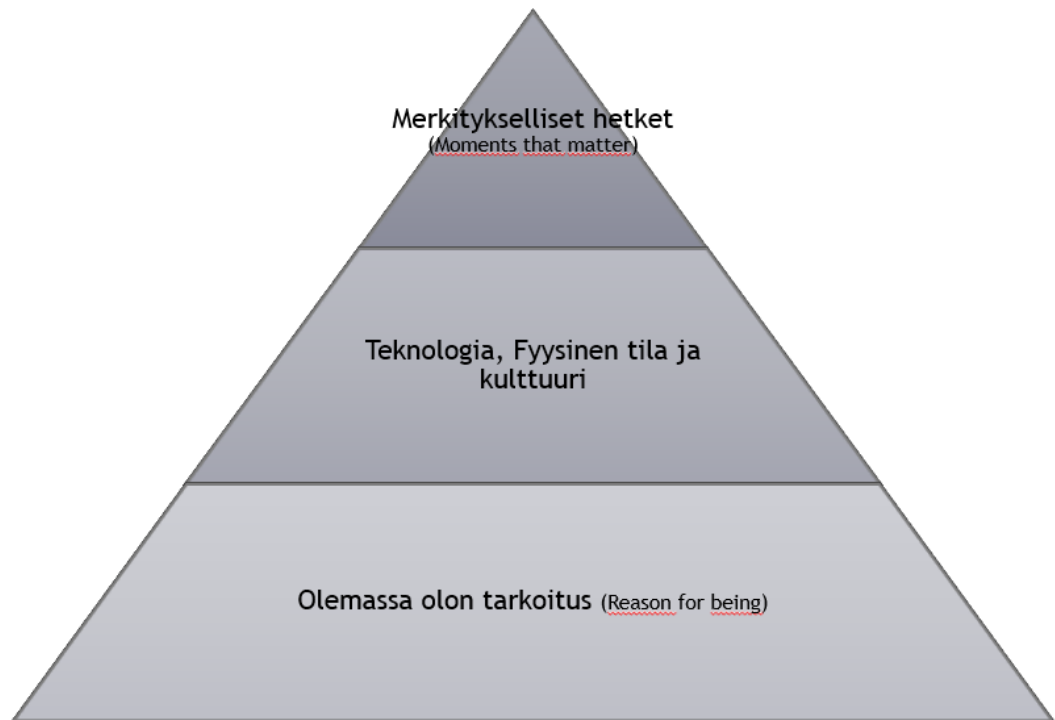 Merkitykselliset hetket
(Moments that matter)
Teknologia, Fyysinen tila ja
kulttuuri
Olemassa olon tarkoitus (Reason for being)